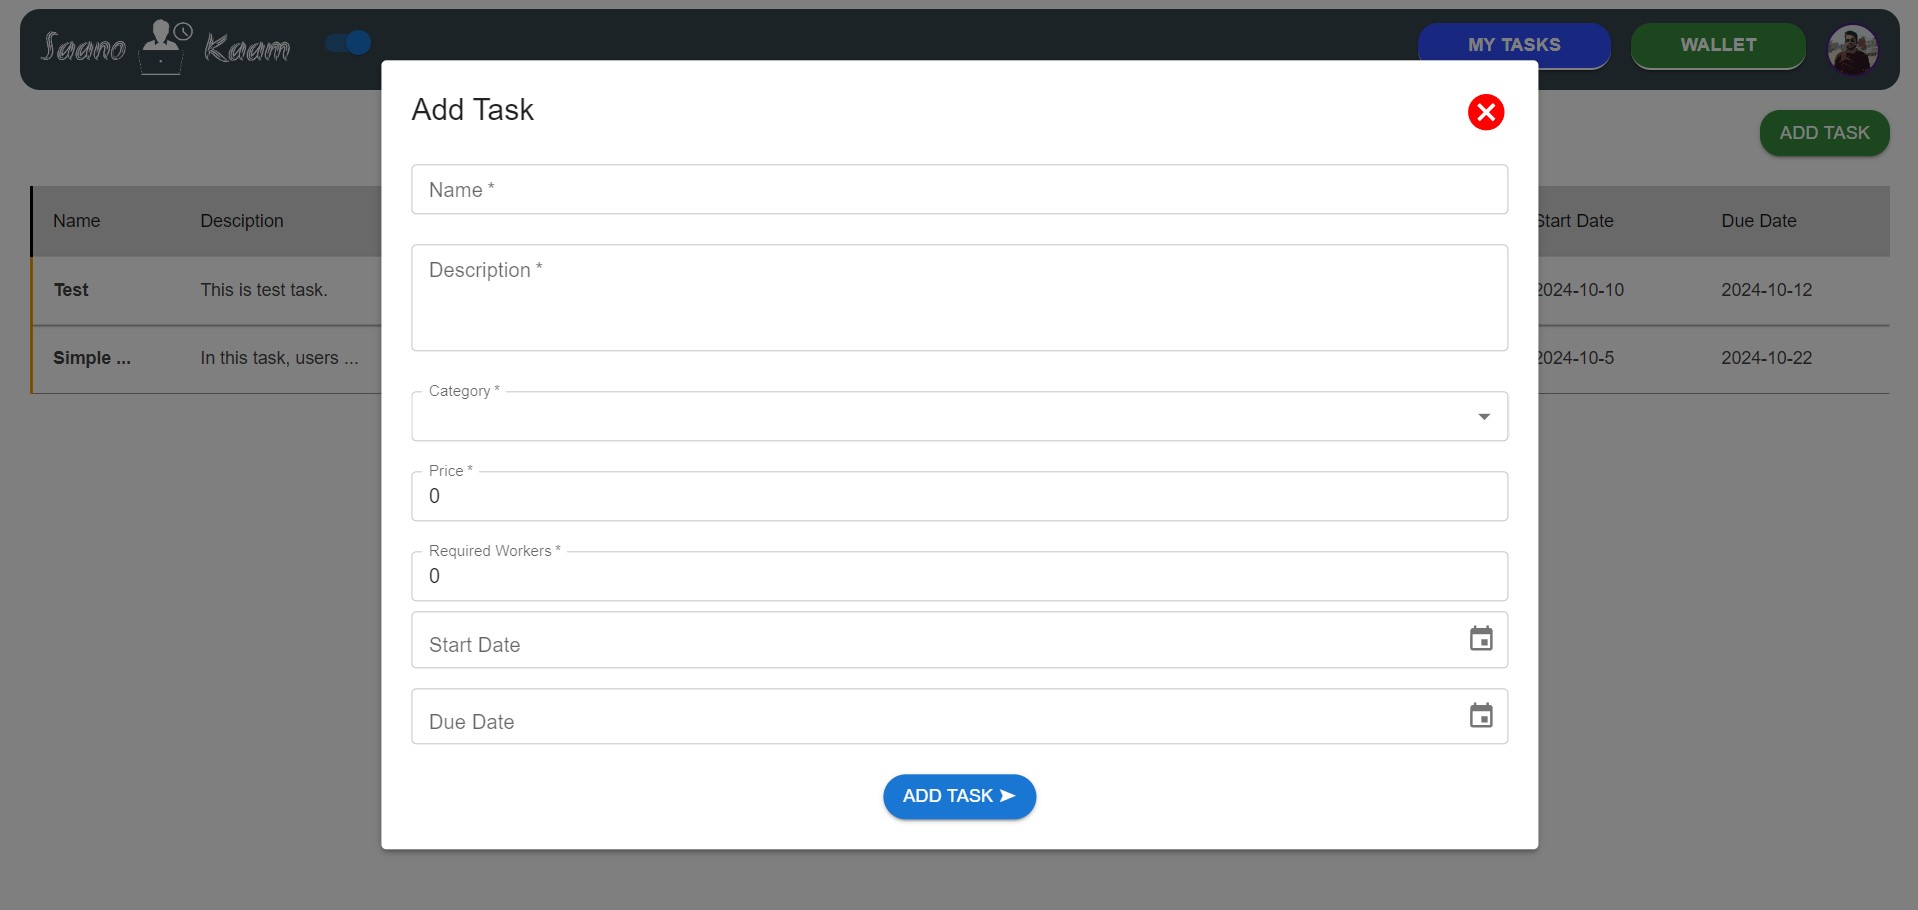 Saano Kaam
MY TASKS
WALLET
Add Task
ADD TASK
Name *
Name
Desciption
Start Date
Due Date
Description *
Test
This is test task.
2024-10-10
2024-10-12
Simple ...
In this task, users ...
2024-10-5
2024-10-22
Category *
Price *
0
Required Workers *
0
Start Date
Due Date
ADD TASK ➤